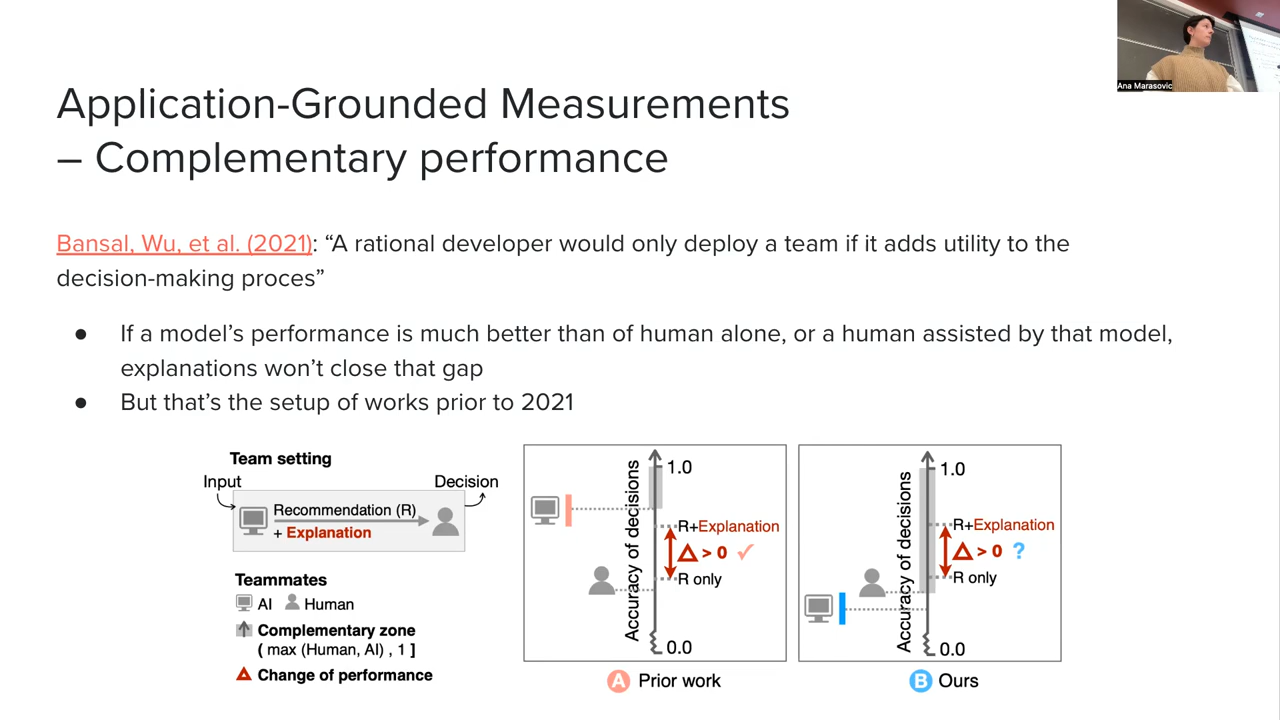 Ana Marasovic
Application-Grounded Measurements
– Complementary performance
Bansal, Wu, et al. (2021): “A rational developer would only deploy a team if it adds utility to the
decision-making proces”
● If a model’s performance is much better than of human alone, or a human assisted by that model,
explanations won’t close that gap
● But that’s the setup of works prior to 2021
Team setting
Input
Decision
Recommendation (R)
+ Explanation
Teammates
AI Human
Complementary zone
( max (Human, AI) , 1 ]
Change of performance
Accuracy of decisions
1.0
R+Explanation
Δ > 0 ✓
R only
0.0
A Prior work
Accuracy of decisions
1.0
R+Explanation
Δ > 0 ?
R only
0.0
B Ours